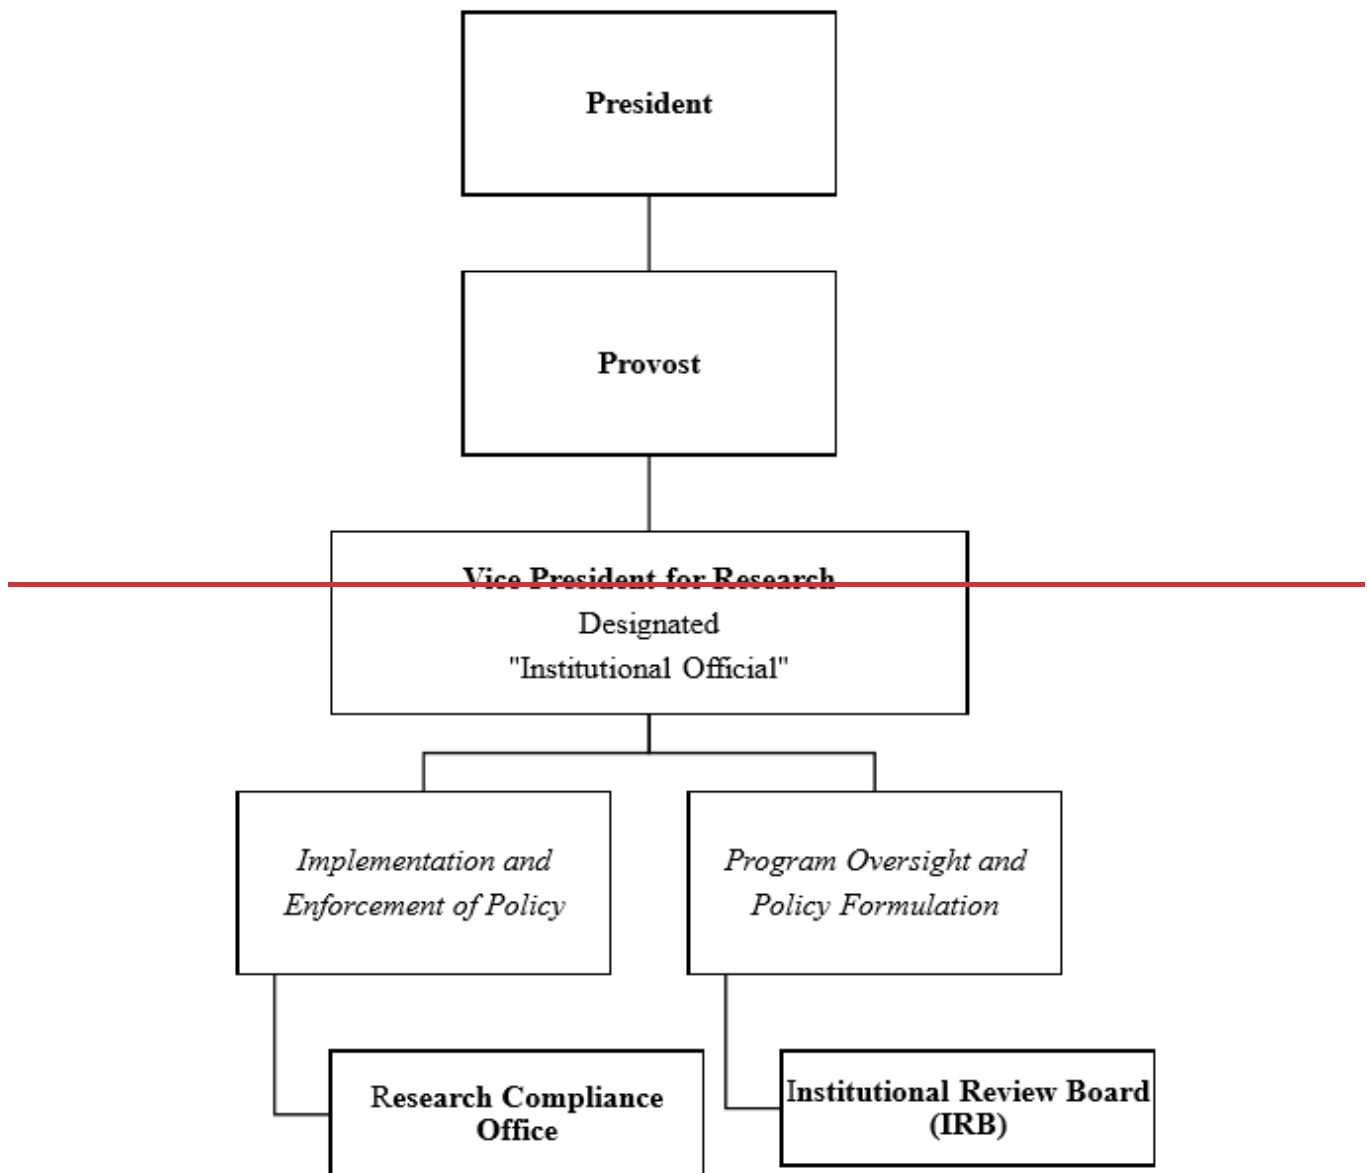 President
Provost
Vice President for Research
Designated
"Institutional Official"
Implementation and
Enforcement of Policy
Program Oversight and
Policy Formulation
Research Compliance
Office
Institutional Review Board
(IRB)